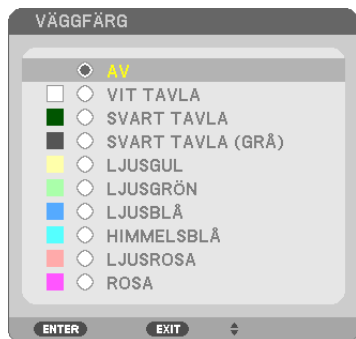 VÄGGFÄRG
AV
VIT TAVLA
SVART TAVLA
SVART TAVLA (GRÅ)
LJUSGUL
LJUSGRÖN
LJUSBLÅ
HIMMELSBLÅ
LJUSROSA
ROSA
ENTER EXIT